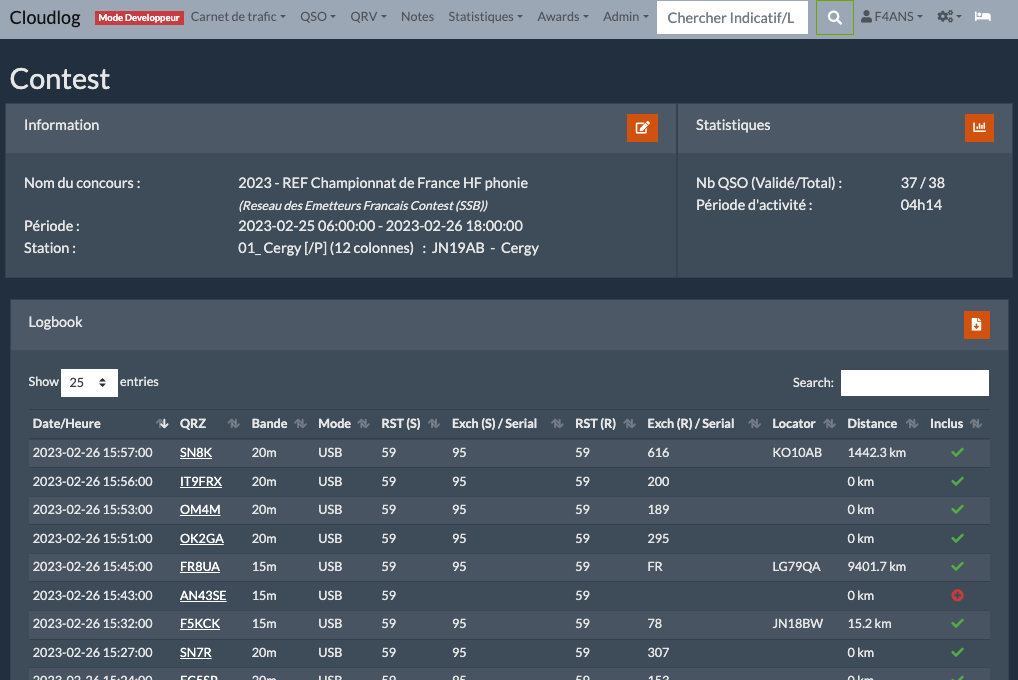 Cloudlog Mode Developpeur Carnet de trafic QSO QRV Notes Statistiques Awards Admin Chercher Indicatif/L F4ANS
Contest
Information
Statistiques
Nom du concours : 2023 - REF Championnat de France HF phonie
(Reseau des Emetteurs Francais Contest (SSB))
Période : 2023-02-25 06:00:00 - 2023-02-26 18:00:00
Station : 01_ Cergy [/P] (12 colonnes) : JN19AB - Cergy
Nb QSO (Validé/Total) : 37 / 38
Période d'activité : 04h14
Logbook
Show 25 entries Search:
Date/Heure QRZ Bande Mode RST (S) Exch (S) / Serial RST (R) Exch (R) / Serial Locator Distance Inclus
2023-02-26 15:57:00 SN8K 20m USB 59 95 59 616 KO10AB 1442.3 km
2023-02-26 15:56:00 IT9FRX 20m USB 59 95 59 200 0 km
2023-02-26 15:53:00 OM4M 20m USB 59 95 59 189 0 km
2023-02-26 15:51:00 OK2GA 20m USB 59 95 59 295 0 km
2023-02-26 15:45:00 FR8UA 15m USB 59 95 59 FR LG79QA 9401.7 km
2023-02-26 15:43:00 AN43SE 15m USB 59 59 0 km
2023-02-26 15:32:00 F5KCK 15m USB 59 95 59 78 JN18BW 15.2 km
2023-02-26 15:27:00 SN7R 20m USB 59 95 59 307 0 km